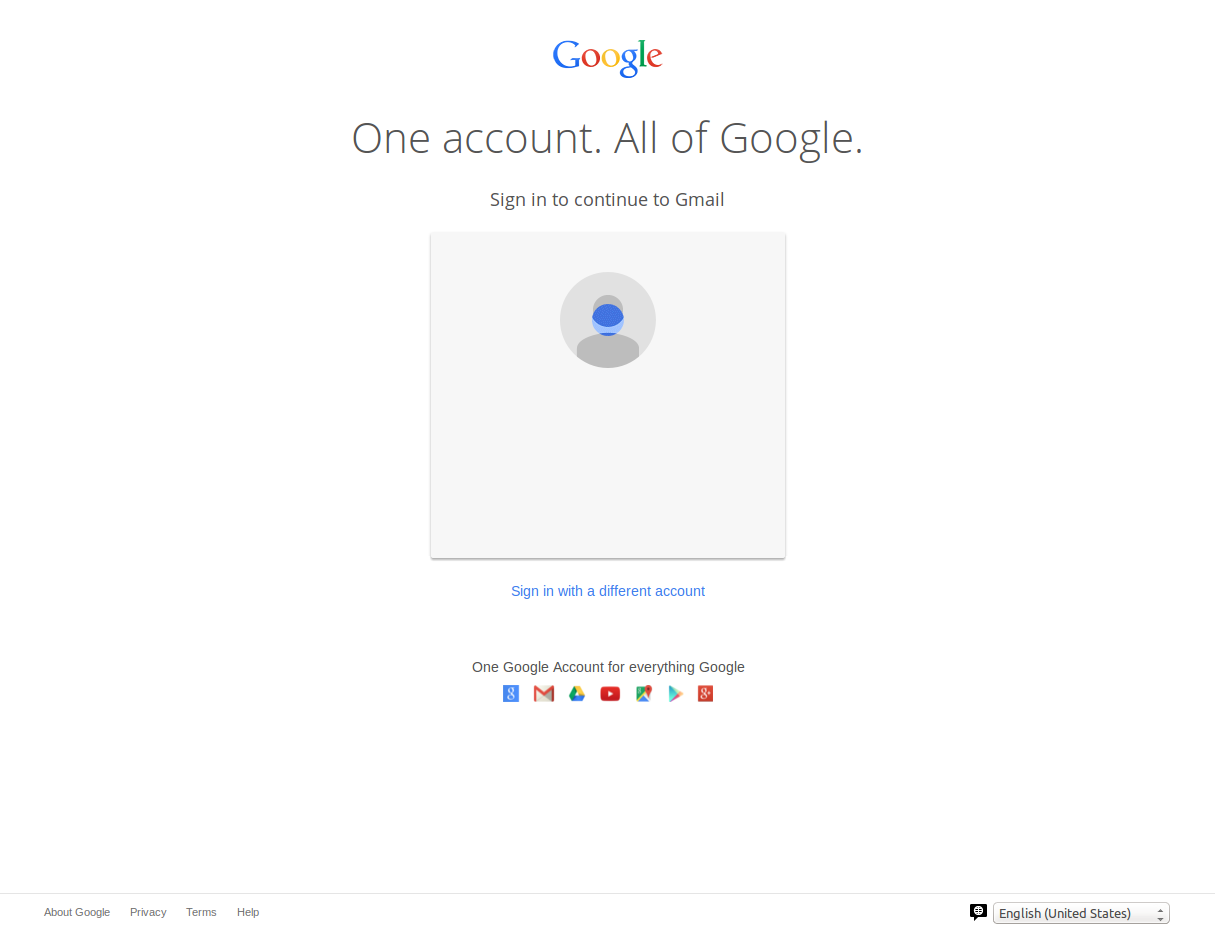 Google
One account. All of Google.
Sign in to continue to Gmail
Sign in with a different account
One Google Account for everything Google
About Google Privacy Terms Help English (United States)